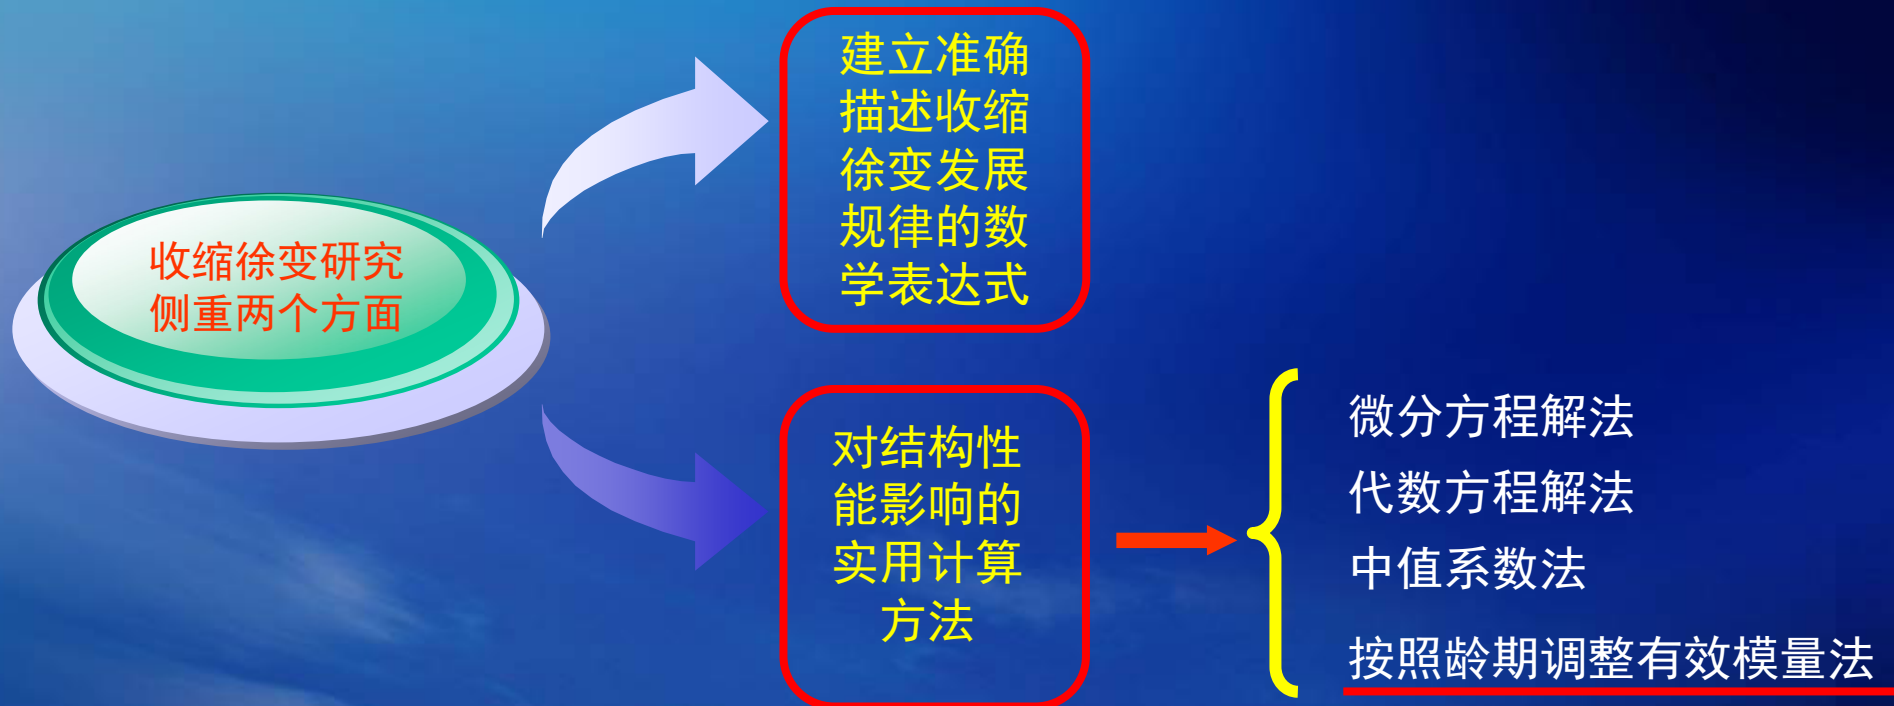 收缩徐变研究
侧重两个方面
建立准确
描述收缩
徐变发展
规律的数
学表达式
对结构性
能影响的
实用计算
方法
微分方程解法
代数方程解法
中值系数法
按照龄期调整有效模量法